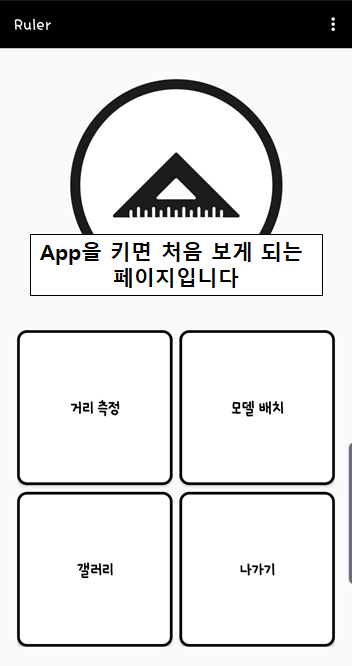 Ruler
App을 키면 처음 보게 되는
페이지입니다
거리 측정
모델 배치
갤러리
나가기